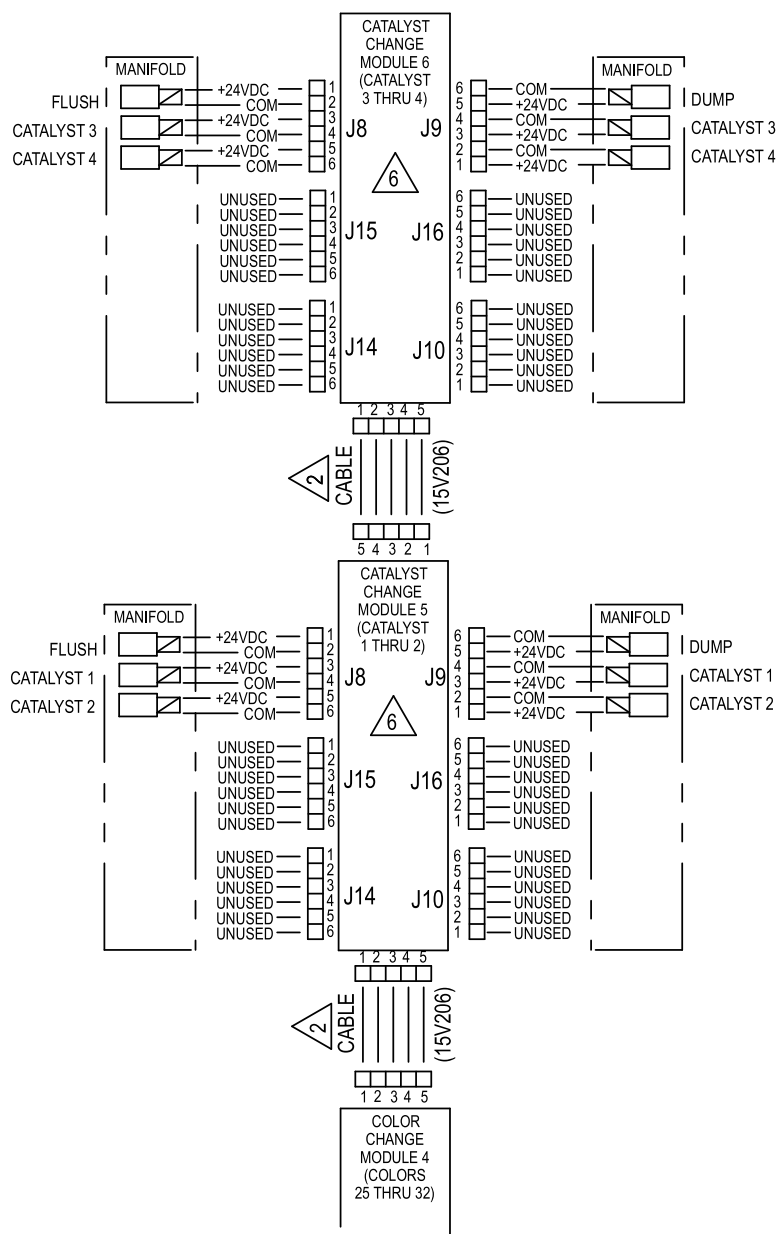 CATALYST
CHANGE
MODULE 6
(CATALYST
3 THRU 4)
MANIFOLD
FLUSH
CATALYST 3
CATALYST 4
+24VDC
COM
+24VDC
COM
+24VDC
COM
1
2
3
4
5
6
J8
J9
6
6
5
4
3
2
1
COM
+24VDC
COM
+24VDC
COM
+24VDC
MANIFOLD
DUMP
CATALYST 3
CATALYST 4
UNUSED 1
UNUSED 2
UNUSED 3
UNUSED 4
UNUSED 5
UNUSED 6
J15
J16
6 UNUSED
5 UNUSED
4 UNUSED
3 UNUSED
2 UNUSED
1 UNUSED
UNUSED 1
UNUSED 2
UNUSED 3
UNUSED 4
UNUSED 5
UNUSED 6
J14
J10
6 UNUSED
5 UNUSED
4 UNUSED
3 UNUSED
2 UNUSED
1 UNUSED
1 2 3 4 5
2
CABLE
(15V206)
5 4 3 2 1
CATALYST
CHANGE
MODULE 5
(CATALYST
1 THRU 2)
MANIFOLD
FLUSH
CATALYST 1
CATALYST 2
+24VDC
COM
+24VDC
COM
+24VDC
COM
1
2
3
4
5
6
J8
J9
6
6
5
4
3
2
1
COM
+24VDC
COM
+24VDC
COM
+24VDC
MANIFOLD
DUMP
CATALYST 1
CATALYST 2
UNUSED 1
UNUSED 2
UNUSED 3
UNUSED 4
UNUSED 5
UNUSED 6
J15
J16
6 UNUSED
5 UNUSED
4 UNUSED
3 UNUSED
2 UNUSED
1 UNUSED
UNUSED 1
UNUSED 2
UNUSED 3
UNUSED 4
UNUSED 5
UNUSED 6
J14
J10
6 UNUSED
5 UNUSED
4 UNUSED
3 UNUSED
2 UNUSED
1 UNUSED
1 2 3 4 5
2
CABLE
(15V206)
1 2 3 4 5
COLOR
CHANGE
MODULE 4
(COLORS
25 THRU 32)